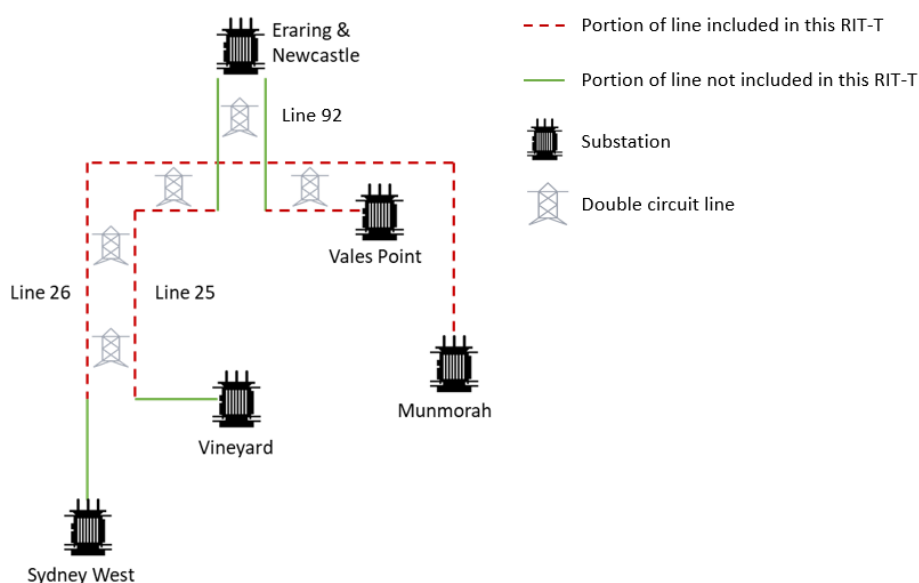 Eraring &
Newcastle
Line 92
Vales Point
Line 26
Line 25
Munmorah
Vineyard
Sydney West
Portion of line included in this RIT-T
Portion of line not included in this RIT-T
Substation
Double circuit line